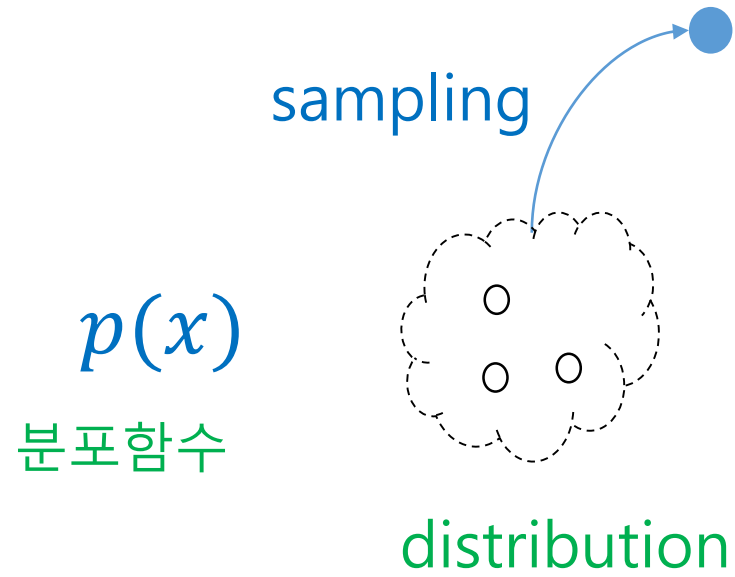 sampling
p(x)
분포함수
distribution